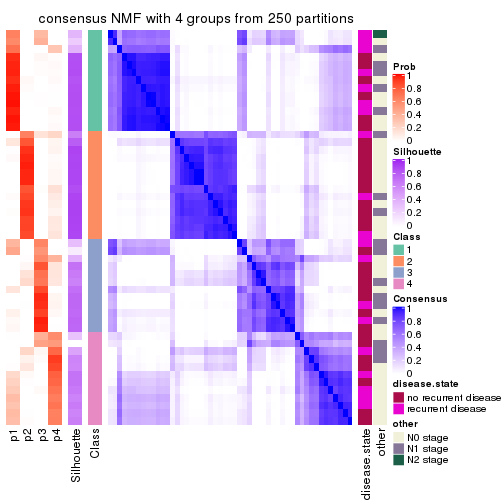 consensus NMF with 4 groups from 250 partitions
Prob
1
0.8
0.6
0.4
0.2
0
Silhouette
1
0.8
0.6
0.4
0.2
0
Class
1
2
3
4
Consensus
1
0.8
0.6
0.4
0.2
0
disease.state
no recurrent disease
recurrent disease
other
N0 stage
N1 stage
N2 stage
p1
p2
p3
p4
Silhouette
Class
disease.state
other